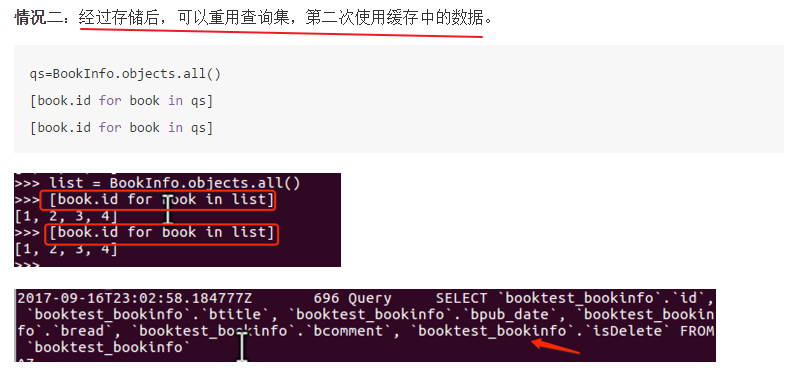 情况二：经过存储后，可以重用查询集，第二次使用缓存中的数据。
qs=BookInfo.objects.all()
[book.id for book in qs]
[book.id for book in qs]
>>> list = BookInfo.objects.all()
>>> [book.id for book in list]
[1, 2, 3, 4]
>>> [book.id for book in list]
[1, 2, 3, 4]
>>>
2017-09-16T23:02:58.184777Z 696 Query SELECT `booktest_bookinfo`.`id`,
`booktest_bookinfo`.`btitle`, `booktest_bookinfo`.`bpub_date`, `booktest_bookin
fo`.`bread`, `booktest_bookinfo`.`bcomment`, `booktest_bookinfo`.`isDelete` FROM
`booktest_bookinfo`